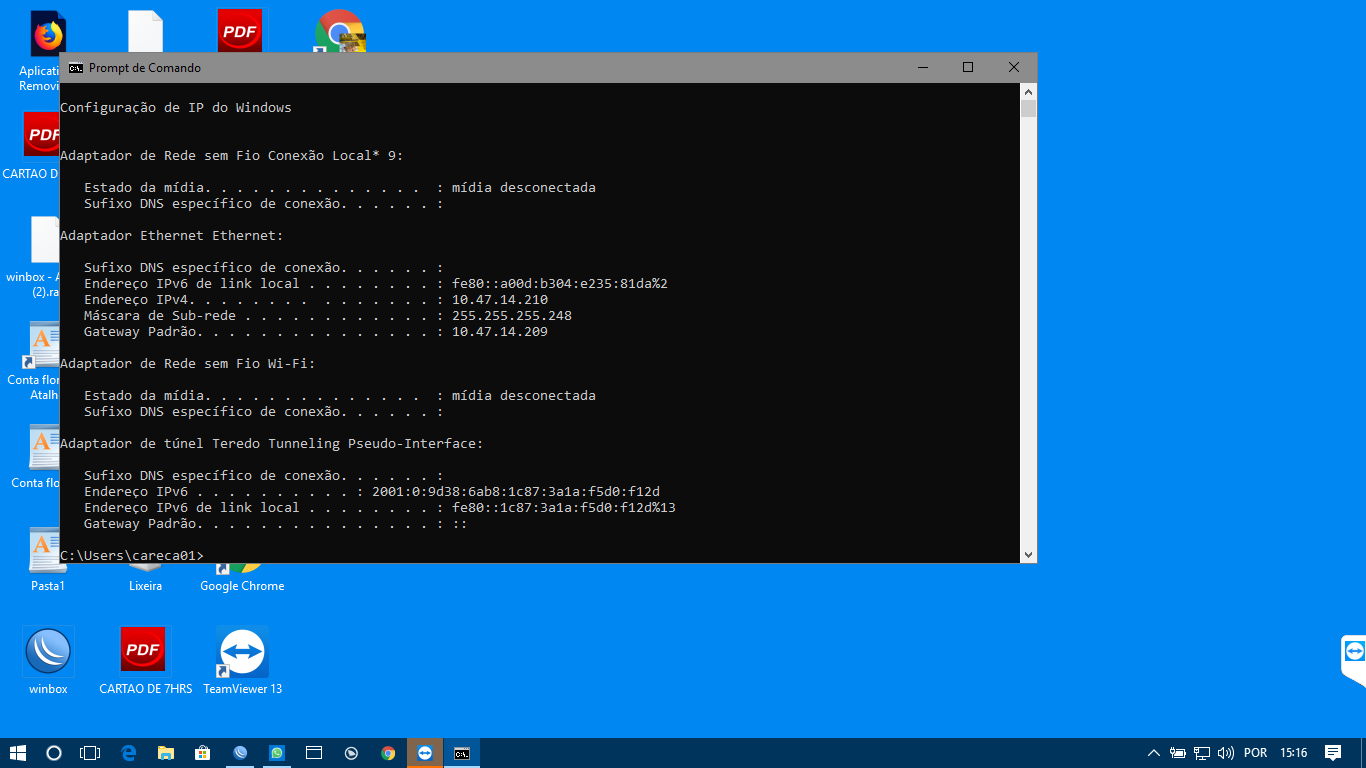 Aplicati
Removi
PDF
Prompt de Comando
C:\.
Configuração de IP do Windows
Adaptador de Rede sem Fio Conexão Local* 9:
Estado da mídia. . . . . . . . . . . . . . : mídia desconectada
Sufixo DNS específico de conexão. . . . . . :
Adaptador Ethernet Ethernet:
Sufixo DNS específico de conexão. . . . . . :
Endereço IPv6 de link local . . . . . . . . : fe80::a00d:b304:e235:81da%2
Endereço IPv4. . . . . . . .  . . . . . . . : 10.47.14.210
Máscara de Sub-rede . . . . . . . . . . . . : 255.255.255.248
Gateway Padrão. . . . . . . . . . . . . . . : 10.47.14.209
Adaptador de Rede sem Fio Wi-Fi:
Estado da mídia. . . . . . . . . . . . . . : mídia desconectada
Sufixo DNS específico de conexão. . . . . . :
Adaptador de túnel Teredo Tunneling Pseudo-Interface:
Sufixo DNS específico de conexão. . . . . . :
Endereço IPv6 . . . . . . . . . . : 2001:0:9d38:6ab8:1c87:3a1a:f5d0:f12d
Endereço IPv6 de link local . . . . . . . . : fe80::1c87:3a1a:f5d0:f12d%13
Gateway Padrão. . . . . . . . . . . . . . . : ::
C:\Users\careca01>
PDF
CARTAO D
winbox - A
(2).ra
Conta flo
Atalh
Conta flo
Pasta1
Lixeira
Google Chrome
winbox
PDF
CARTAO DE 7HRS
TeamViewer 13
C:\.
POR
15:16